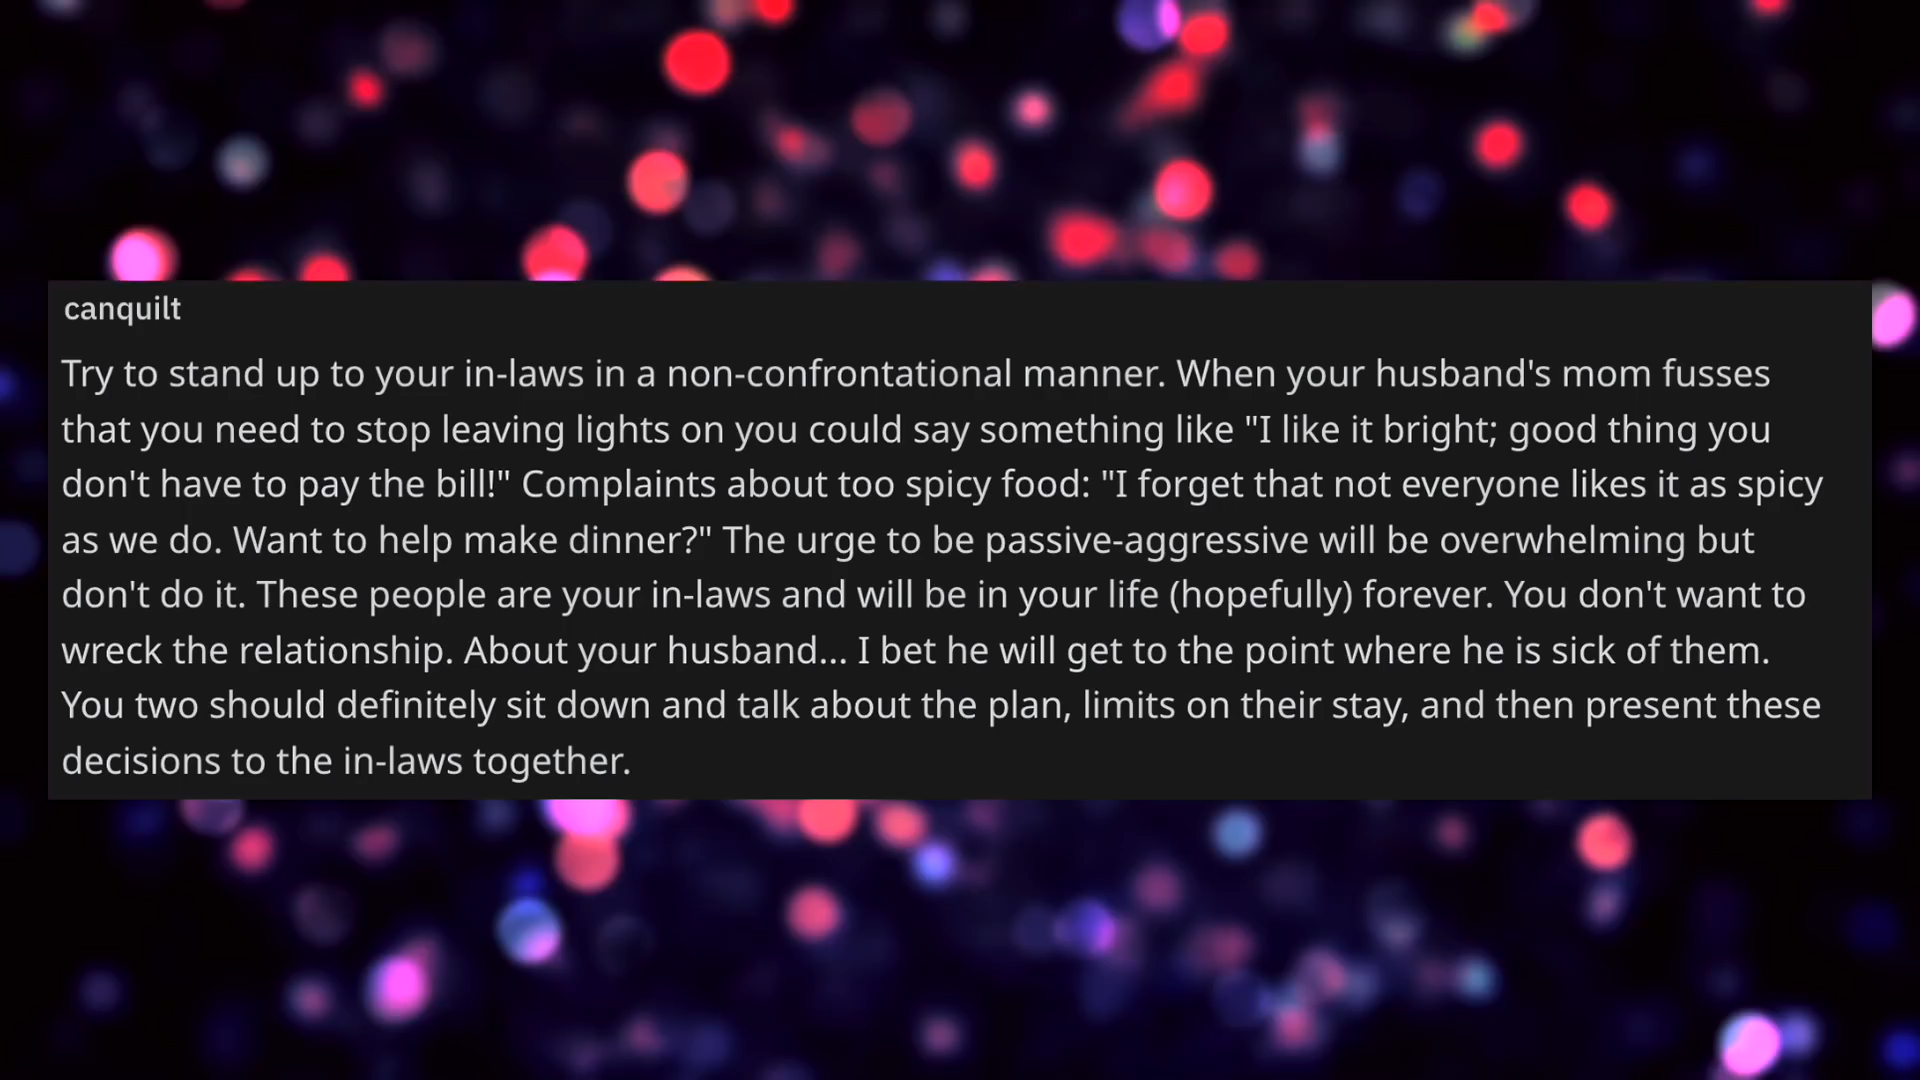 canquilt
Try to stand up to your in-laws in a non-confrontational manner. When your husband's mom fusses
that you need to stop leaving lights on you could say something like "I like it bright; good thing you
don't have to pay the bill!" Complaints about too spicy food: "I forget that not everyone likes it as spicy
as we do. Want to help make dinner?" The urge to be passive-aggressive will be overwhelming but
don't do it. These people are your in-laws and will be in your life (hopefully) forever. You don't want to
wreck the relationship. About your husband... I bet he will get to the point where he is sick of them.
You two should definitely sit down and talk about the plan, limits on their stay, and then present these
decisions to the in-laws together.